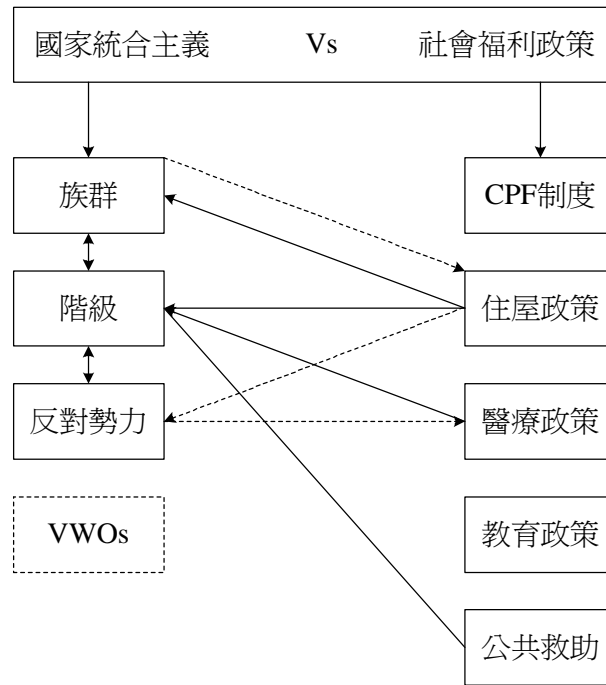 國家統合主義 Vs 社會福利政策
族群
CPF制度
階級
住屋政策
反對勢力
醫療政策
VWOs
教育政策
公共救助